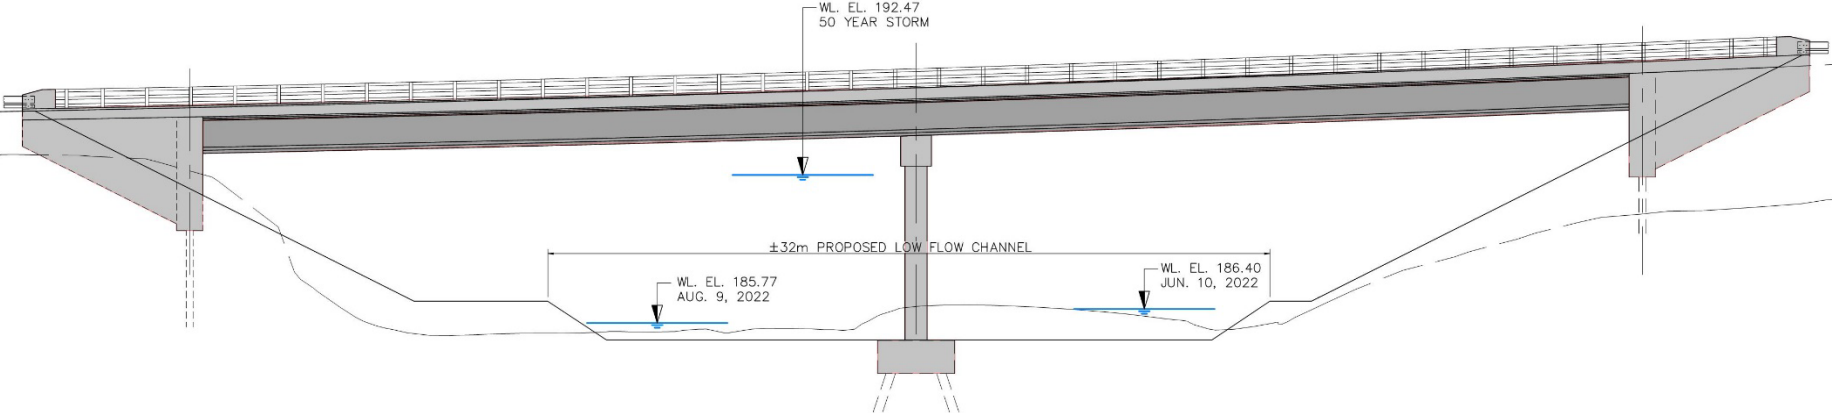 WL. EL. 192.47
50 YEAR STORM
±32m PROPOSED LOW FLOW CHANNEL
WL. EL. 185.77
AUG. 9, 2022
WL. EL. 186.40
JUN. 10, 2022